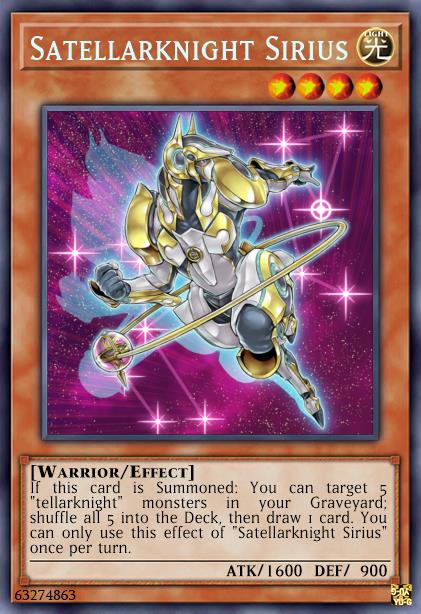 SATELLARKNIGHT SIRIUS
LIGHT
光
[WARRIOR/EFFECT]
If this card is Summoned: You can target 5
"tellarknight" monsters in your Graveyard;
shuffle all 5 into the Deck, then draw 1 card. You
can only use this effect of "Satellarknight Sirius"
once per turn.
ATK/1600 DEF/ 900
63274863